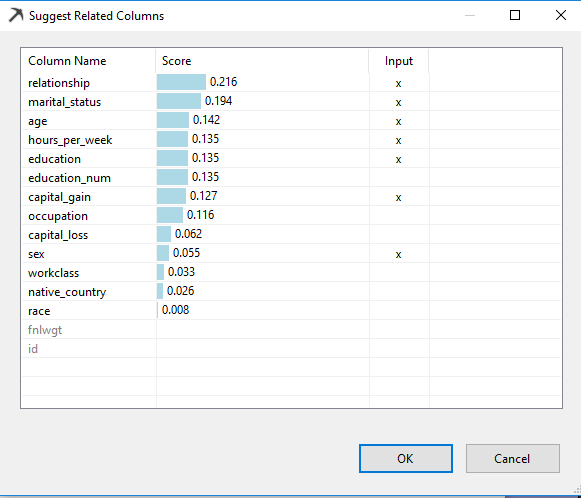 Suggest Related Columns
Column Name Score Input
relationship 0.216 x
marital_status 0.194 x
age 0.142 x
hours_per_week 0.135 x
education 0.135 x
education_num 0.135
capital_gain 0.127 x
occupation 0.116
capital_loss 0.062
sex 0.055 x
workclass 0.033
native_country 0.026
race 0.008
fnlwgt
id
OK Cancel